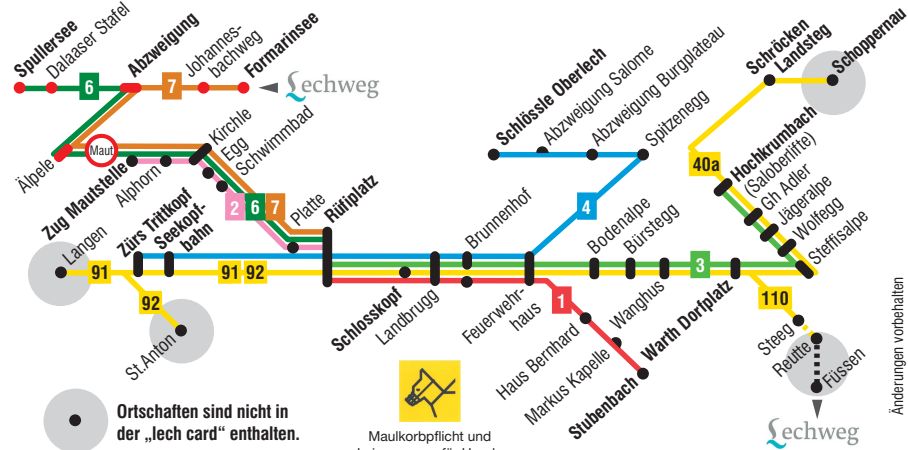 Spullersee
Dalaaser Stafel
Abzweigung
Johannes-
bachweg
Formarinsee
6
7
Lechweg
Älpele
Maut
Kirchle
Egg
Schwimmbad
Zug Mautstelle
Alphorn
2
6
7
Platte
Rüfiplatz
Langen
Zürs Trittkopf
Seekopf-
bahn
91
91
92
92
St.Anton
Schlosskopf
Landbrugg
Brunnenhof
Feuerwehr-
haus
Schlössle Oberlech
Abzweigung Salome
Abzweigung Burgplateau
Spitzenegg
4
Bodenalpe
Bürstegg
3
1
Haus Bernhard
Markus Kapelle
Wanghus
Stubenbach
Warth Dorfplatz
Schröcken
Landsteg
Schoppernau
40a
Hochkrumbach
(Saloberlifte)
Gh Adler
Jägeralpe
Wolfegg
Steffisalpe
110
Steeg
Reutte
Füssen
Lechweg
Ortschaften sind nicht in
der „lech card“ enthalten.
Maulkorbpflicht und
Änderungen vorbehalten